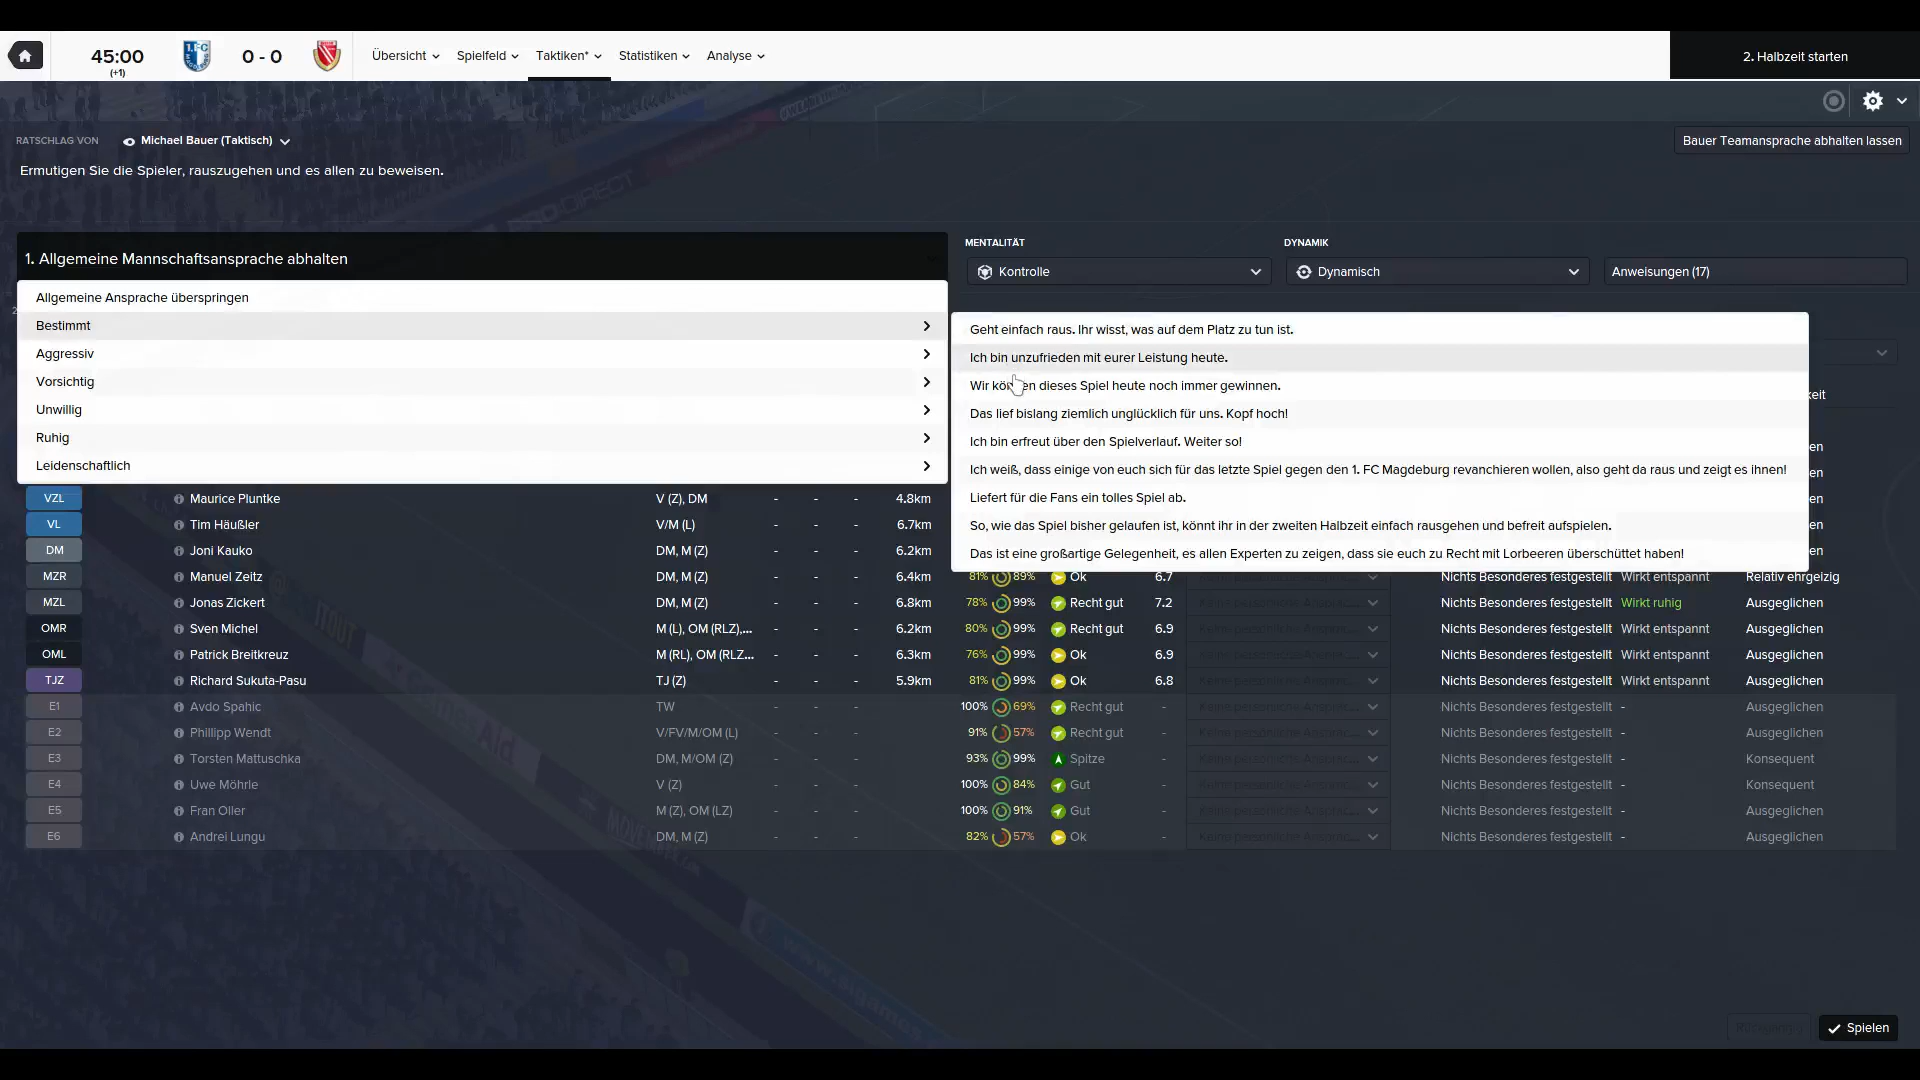 45:00
(+1)
0 - 0
Übersicht
Spielfeld
Taktiken*
Statistiken
Analyse
2. Halbzeit starten
RATSCHLAG VON
Michael Bauer (Taktisch)
Bauer Teamansprache abhalten lassen
Ermutigen Sie die Spieler, rauszugehen und es allen zu beweisen.
1. Allgemeine Mannschaftsansprache abhalten
MENTALITÄT
DYNAMIK
Kontrolle
Dynamisch
Anweisungen (17)
Allgemeine Ansprache überspringen
Bestimmt
Aggressiv
Vorsichtig
Unwillig
Ruhig
Leidenschaftlich
Geht einfach raus. Ihr wisst, was auf dem Platz zu tun ist.
Ich bin unzufrieden mit eurer Leistung heute.
Wir können dieses Spiel heute noch immer gewinnen.
Das lief bislang ziemlich unglücklich für uns. Kopf hoch!
Ich bin erfreut über den Spielverlauf. Weiter so!
Ich weiß, dass einige von euch sich für das letzte Spiel gegen den 1. FC Magdeburg revanchieren wollen, also geht da raus und zeigt es ihnen!
Liefert für die Fans ein tolles Spiel ab.
So, wie das Spiel bisher gelaufen ist, könnt ihr in der zweiten Halbzeit einfach rausgehen und befreit aufspielen.
Das ist eine großartige Gelegenheit, es allen Experten zu zeigen, dass sie euch zu Recht mit Lorbeeren überschüttet haben!
VZL Maurice Pluntke V (Z), DM - - - 4.8km
VL Tim Häußler V/M (L) - - - 6.7km
DM Joni Kauko DM, M (Z) - - - 6.2km
MZR Manuel Zeitz DM, M (Z) - - - 6.4km 81% 89% Ok 6.7 Nichts Besonderes festgestellt Wirkt entspannt Relativ ehrgeizig
MZL Jonas Zickert DM, M (Z) - - - 6.8km 78% 99% Recht gut 7.2 Nichts Besonderes festgestellt Wirkt ruhig Ausgeglichen
OMR Sven Michel M (L), OM (RLZ),... - - - 6.2km 80% 99% Recht gut 6.9 Nichts Besonderes festgestellt Wirkt entspannt Ausgeglichen
OML Patrick Breitkreuz M (RL), OM (RLZ... - - - 6.3km 76% 99% Ok 6.9 Nichts Besonderes festgestellt Wirkt entspannt Ausgeglichen
TJZ Richard Sukuta-Pasu TJ (Z) - - - 5.9km 81% 99% Ok 6.8 Nichts Besonderes festgestellt Wirkt entspannt Ausgeglichen
E1 Avdo Spahic TW 100% 69% Recht gut - Nichts Besonderes festgestellt - Ausgeglichen
E2 Phillipp Wendt V/FV/M/OM (L) 91% 57% Recht gut - Nichts Besonderes festgestellt - Ausgeglichen
E3 Torsten Mattuschka DM, M/OM (Z) 93% 99% Spitze - Nichts Besonderes festgestellt - Konsequent
E4 Uwe Möhrle V (Z) 100% 84% Gut - Nichts Besonderes festgestellt - Konsequent
E5 Fran Oller M (Z), OM (LZ) 100% 91% Gut - Nichts Besonderes festgestellt - Ausgeglichen
E6 Andrei Lungu DM, M (Z) 82% 57% Ok - Nichts Besonderes festgestellt - Ausgeglichen
Spielen